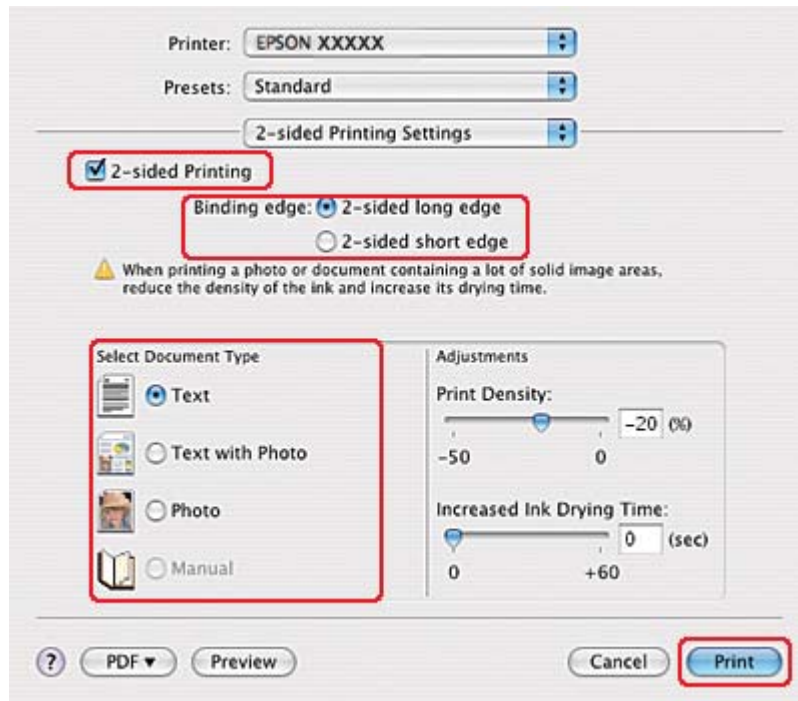 Printer: EPSON XXXXX
Presets: Standard
2-sided Printing Settings
2-sided Printing
Binding edge: 2-sided long edge
2-sided short edge
When printing a photo or document containing a lot of solid image areas,
reduce the density of the ink and increase its drying time.
Select Document Type
Text
Text with Photo
Photo
Manual
Adjustments
Print Density:
-20 (%)
-50 0
Increased Ink Drying Time:
0 (sec)
0 +60
? PDF ▼ Preview Cancel Print